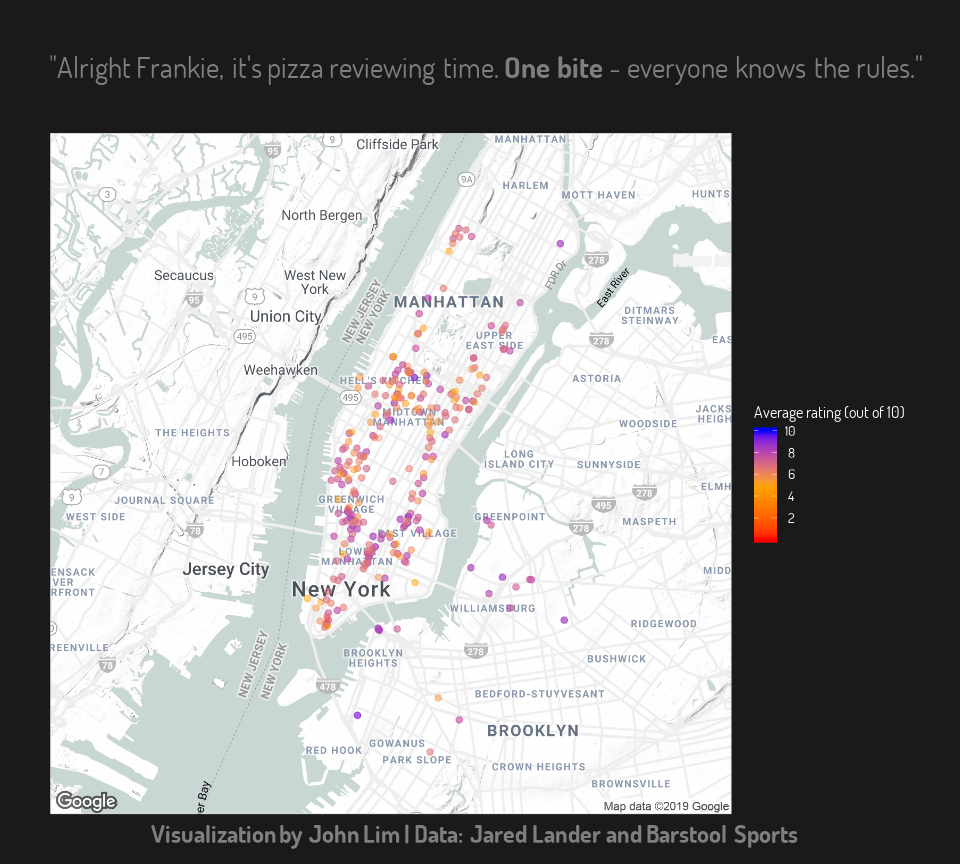 "Alright Frankie, it's pizza reviewing time. One bite - everyone knows the rules."
Cliffside Park
MANHATTAN
9
95
9A
HARLEM
MOTT HAVEN
HUNTS
3
North Bergen
Secaucus
West New
York
278
FDR Dr
East River
9
95
NEW JERSEY
NEW YORK
MANHATTAN
Union City
DITMARS
STEINWAY
495
UPPER
EAST SIDE
278
EAS
Weehawken
HELL'S KITCHEN
ASTORIA
495
MIDTOWN
MANHATTAN
JACKS
HEIGH
WOODSIDE
THE HEIGHTS
Hoboken
LONG
ISLAND CITY
SUNNYSIDE
7
ELMH
9
JOURNAL SQUARE
GREENWICH
VILLAGE
278
495
WEST SIDE
GREENPOINT
MASPETH
78
EAST VILLAGE
278
LOWER
MANHATTAN
Jersey City
ENSACK
VER
RFRONT
MIDD
New York
WILLIAMSBURG
RIDGEWOOD
REENVILLE
BROOKLYN
HEIGHTS
278
BUSHWICK
78
NEW JERSEY
NEW YORK
478
BEDFORD-STUYVESANT
BROOKLYN
RED HOOK
GOWANUS
PARK SLOPE
CROWN HEIGHTS
BROWNSVILLE
er Bay
Google
Map data ©2019 Google
Average rating (out of 10)
10
8
6
4
2
Visualization by John Lim | Data: Jared Lander and Barstool Sports